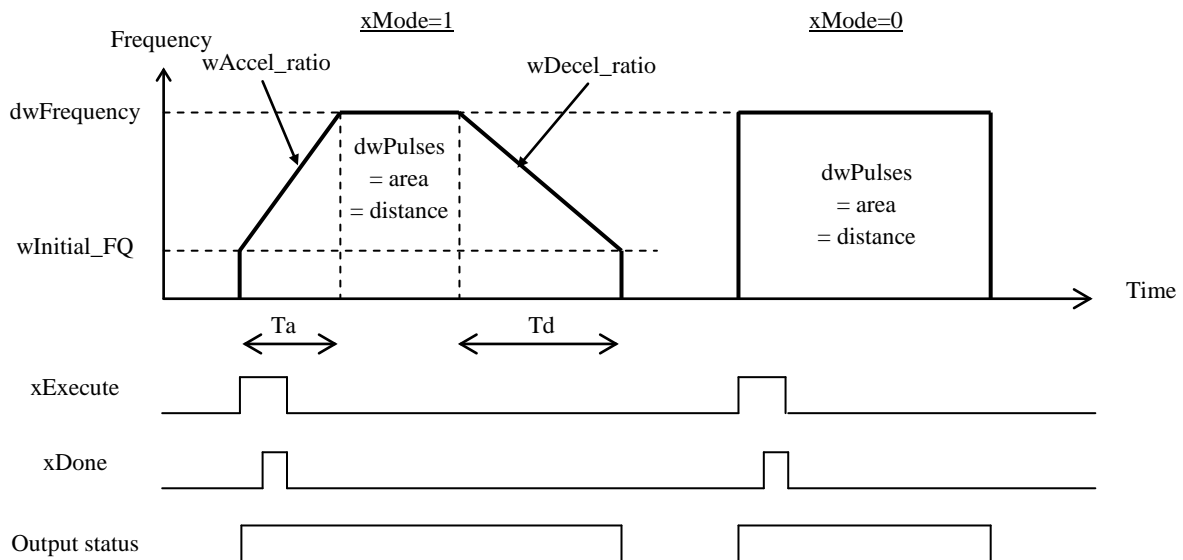 xMode=1
xMode=0
Frequency
wAccel_ratio
wDecel_ratio
dwFrequency
dwPulses
= area
= distance
dwPulses
= area
= distance
wInitial_FQ
Time
Ta
Td
xExecute
xDone
Output status